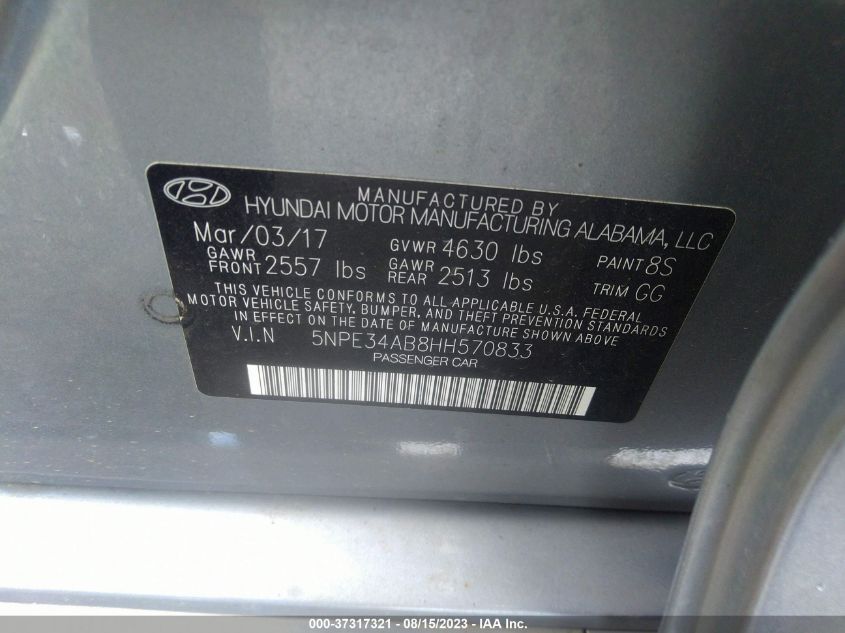 MANUFACTURED BY
HYUNDAI MOTOR MANUFACTURING ALABAMA, LLC
Mar/03/17 GVWR 4630 lbs PAINT 8S
GAWR FRONT 2557 lbs GAWR REAR 2513 lbs TRIM GG
THIS VEHICLE CONFORMS TO ALL APPLICABLE U.S.A. FEDERAL
MOTOR VEHICLE SAFETY, BUMPER, AND THEFT PREVENTION STANDARDS
IN EFFECT ON THE DATE OF MANUFACTURE SHOWN ABOVE
V.I.N 5NPE34AB8HH570833
PASSENGER CAR
000-37317321 - 08/15/2023 - IAA Inc.